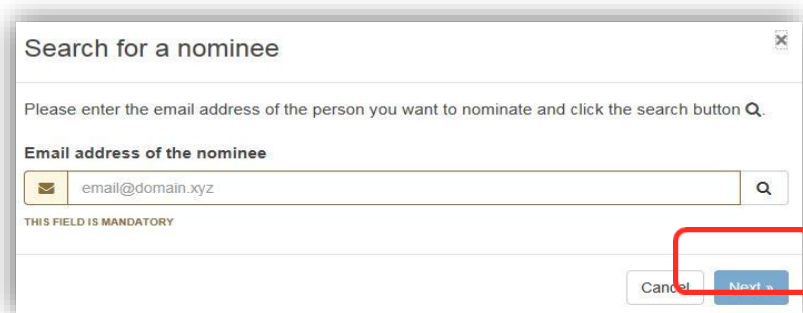 Search for a nominee
×
Please enter the email address of the person you want to nominate and click the search button.
Email address of the nominee
email@domain.xyz
THIS FIELD IS MANDATORY
Cancel Next »